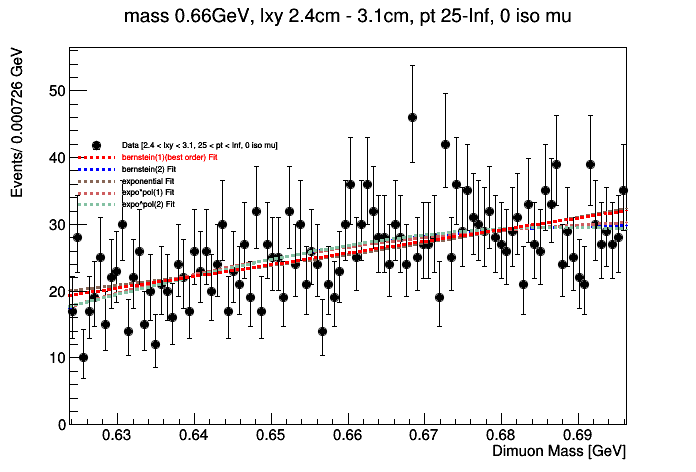 mass 0.66GeV, lxy 2.4cm - 3.1cm, pt 25-Inf, 0 iso mu
Events/ 0.000726 GeV
50
40
30
20
10
0
Data [2.4 < lxy < 3.1, 25 < pt < Inf, 0 iso mu]
bernstein(1)(best order) Fit
bernstein(2) Fit
exponential Fit
expo*pol(1) Fit
expo*pol(2) Fit
0.63 0.64 0.65 0.66 0.67 0.68 0.69
Dimuon Mass [GeV]